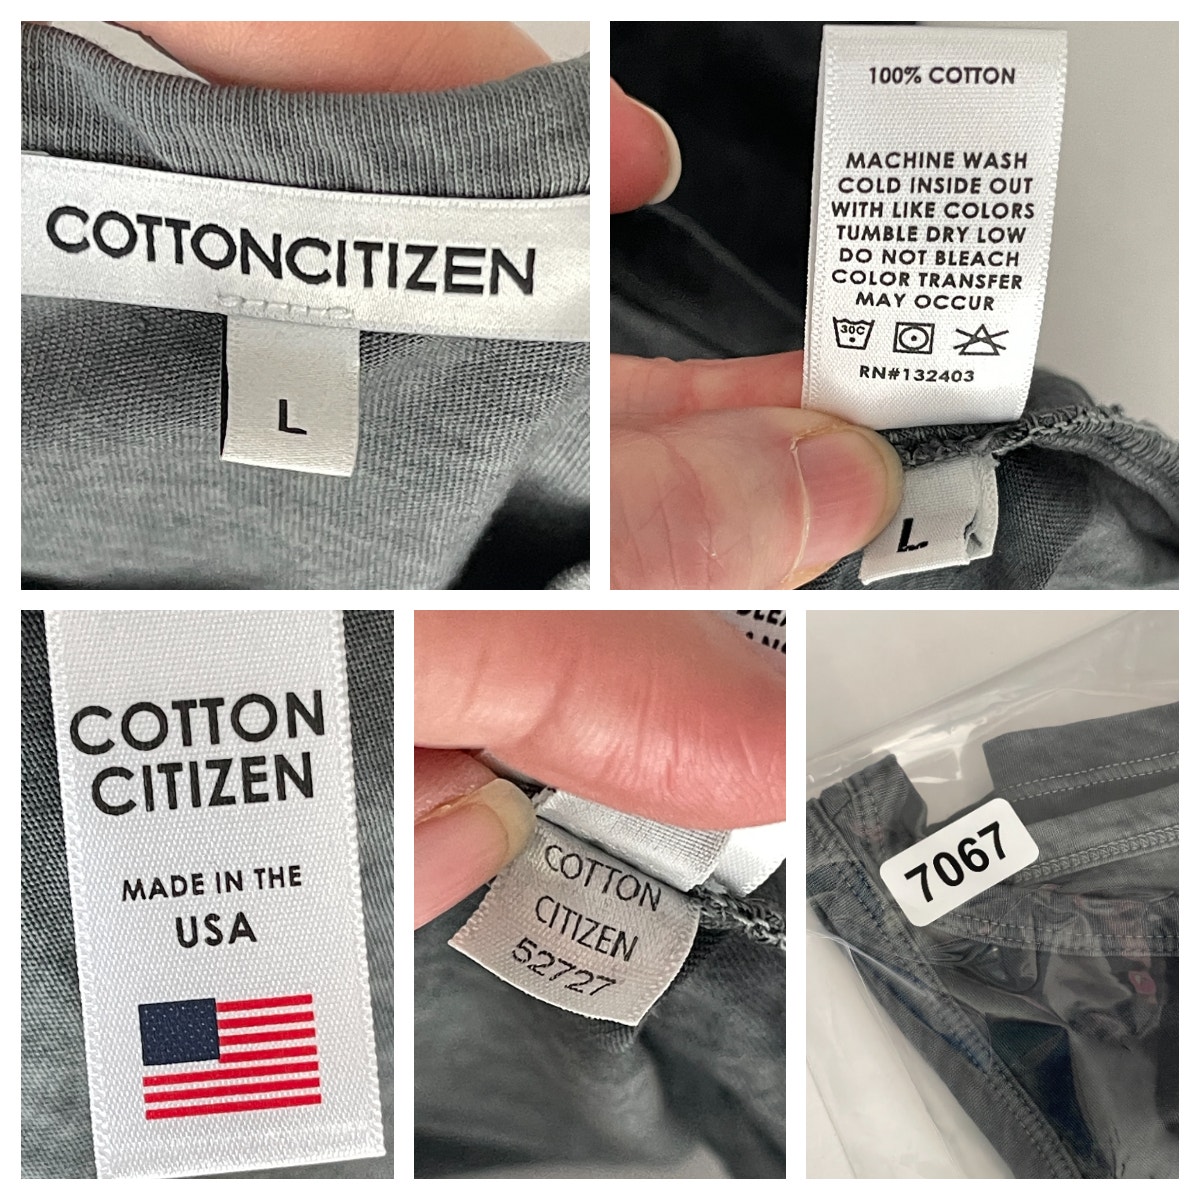 COTTONCITIZEN
L
100% COTTON
MACHINE WASH
COLD INSIDE OUT
WITH LIKE COLORS
TUMBLE DRY LOW
DO NOT BLEACH
COLOR TRANSFER
MAY OCCUR
30C
RN#132403
L
COTTON
CITIZEN
MADE IN THE
USA
COTTON
CITIZEN
52727
7067